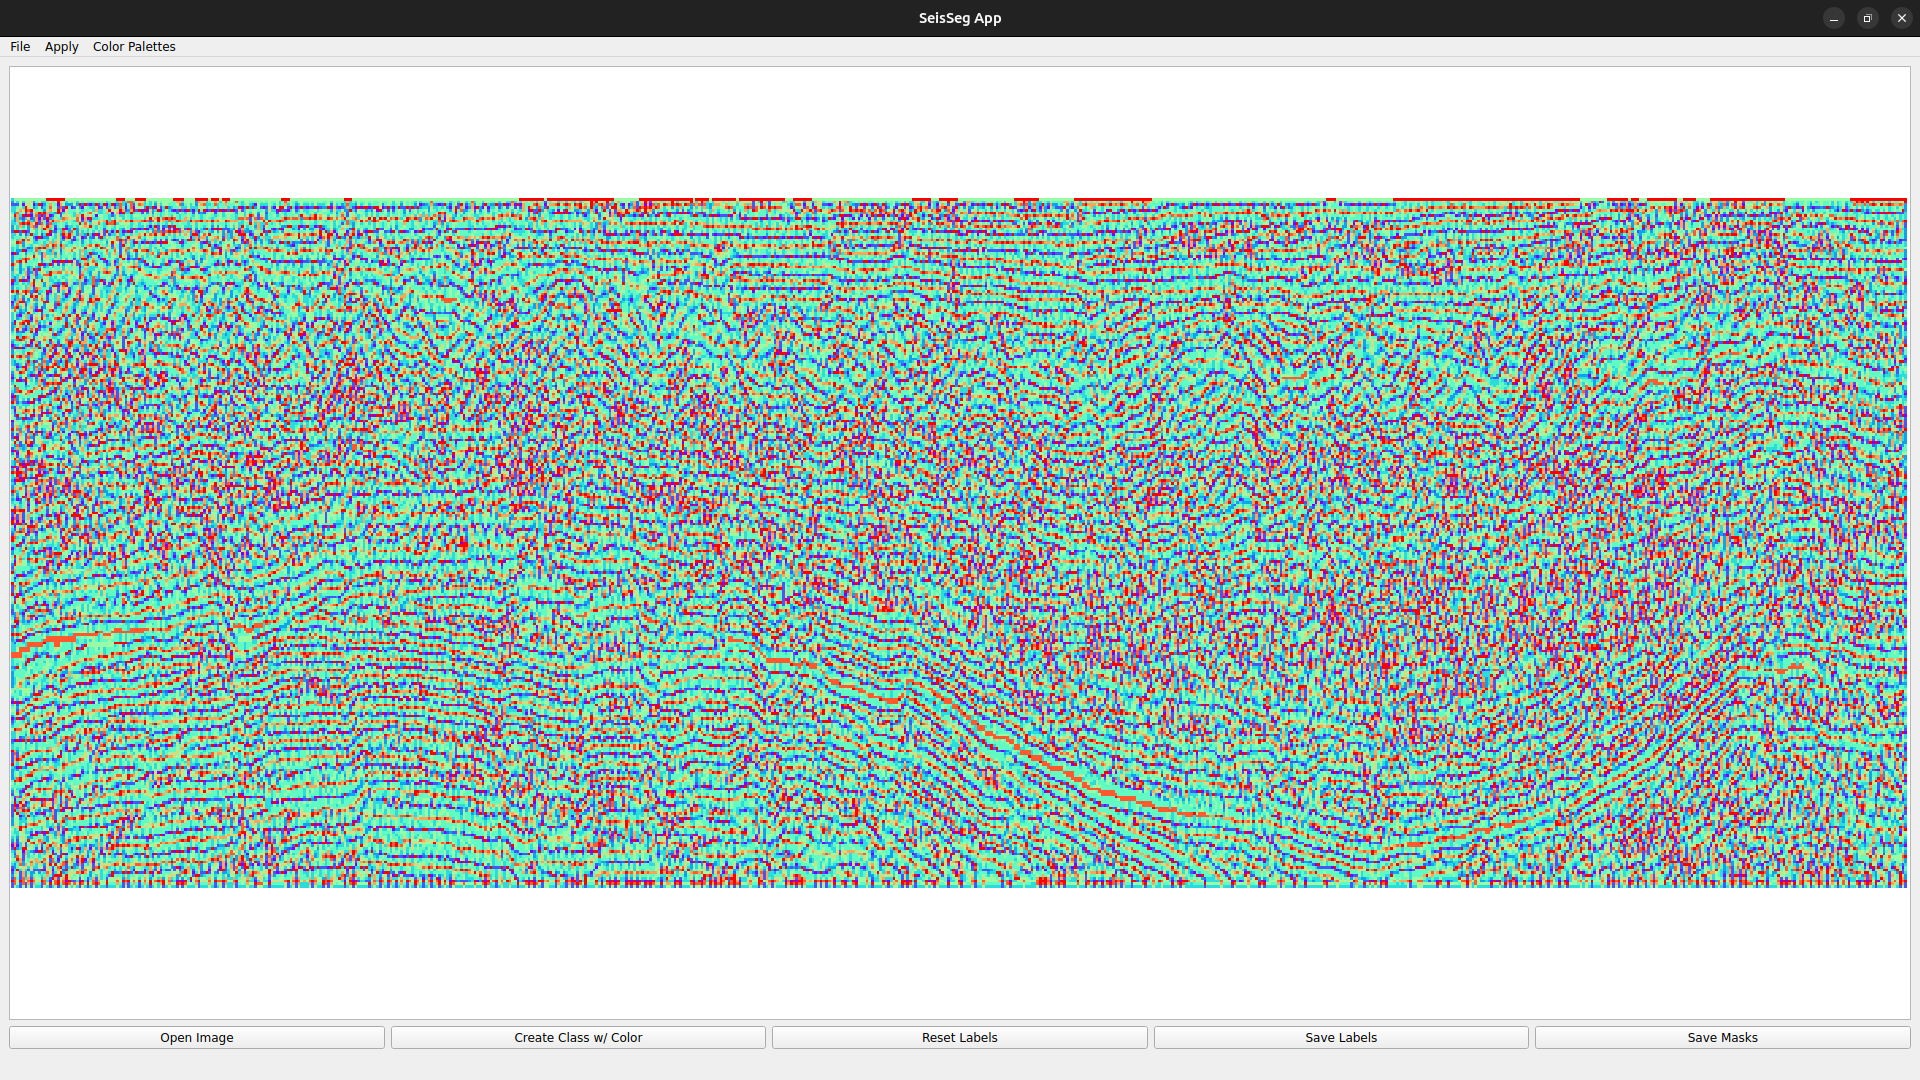 SeisSeg App
File Apply Color Palettes
Open Image Create Class w/ Color Reset Labels Save Labels Save Masks